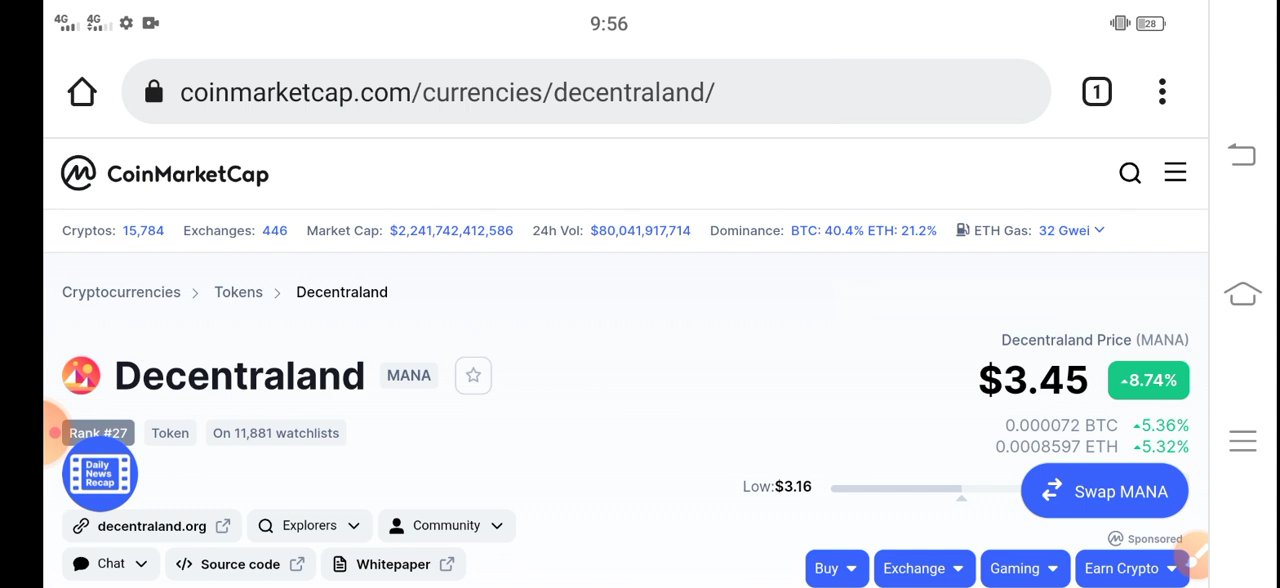 4G 4G 9:56 28
coinmarketcap.com/currencies/decentraland/ 1
CoinMarketCap
Cryptos: 15,784 Exchanges: 446 Market Cap: $2,241,742,412,586 24h Vol: $80,041,917,714 Dominance: BTC: 40.4% ETH: 21.2% ETH Gas: 32 Gwei
Cryptocurrencies > Tokens > Decentraland
Decentraland Price (MANA)
Decentraland MANA $3.45 8.74%
Rank #27 Token On 11,881 watchlists 0.000072 BTC 5.36%
0.0008597 ETH 5.32%
Daily
News
Recap
Low:$3.16 Swap MANA
decentraland.org Explorers Community
Sponsored
Chat Source code Whitepaper Buy Exchange Gaming Earn Crypto